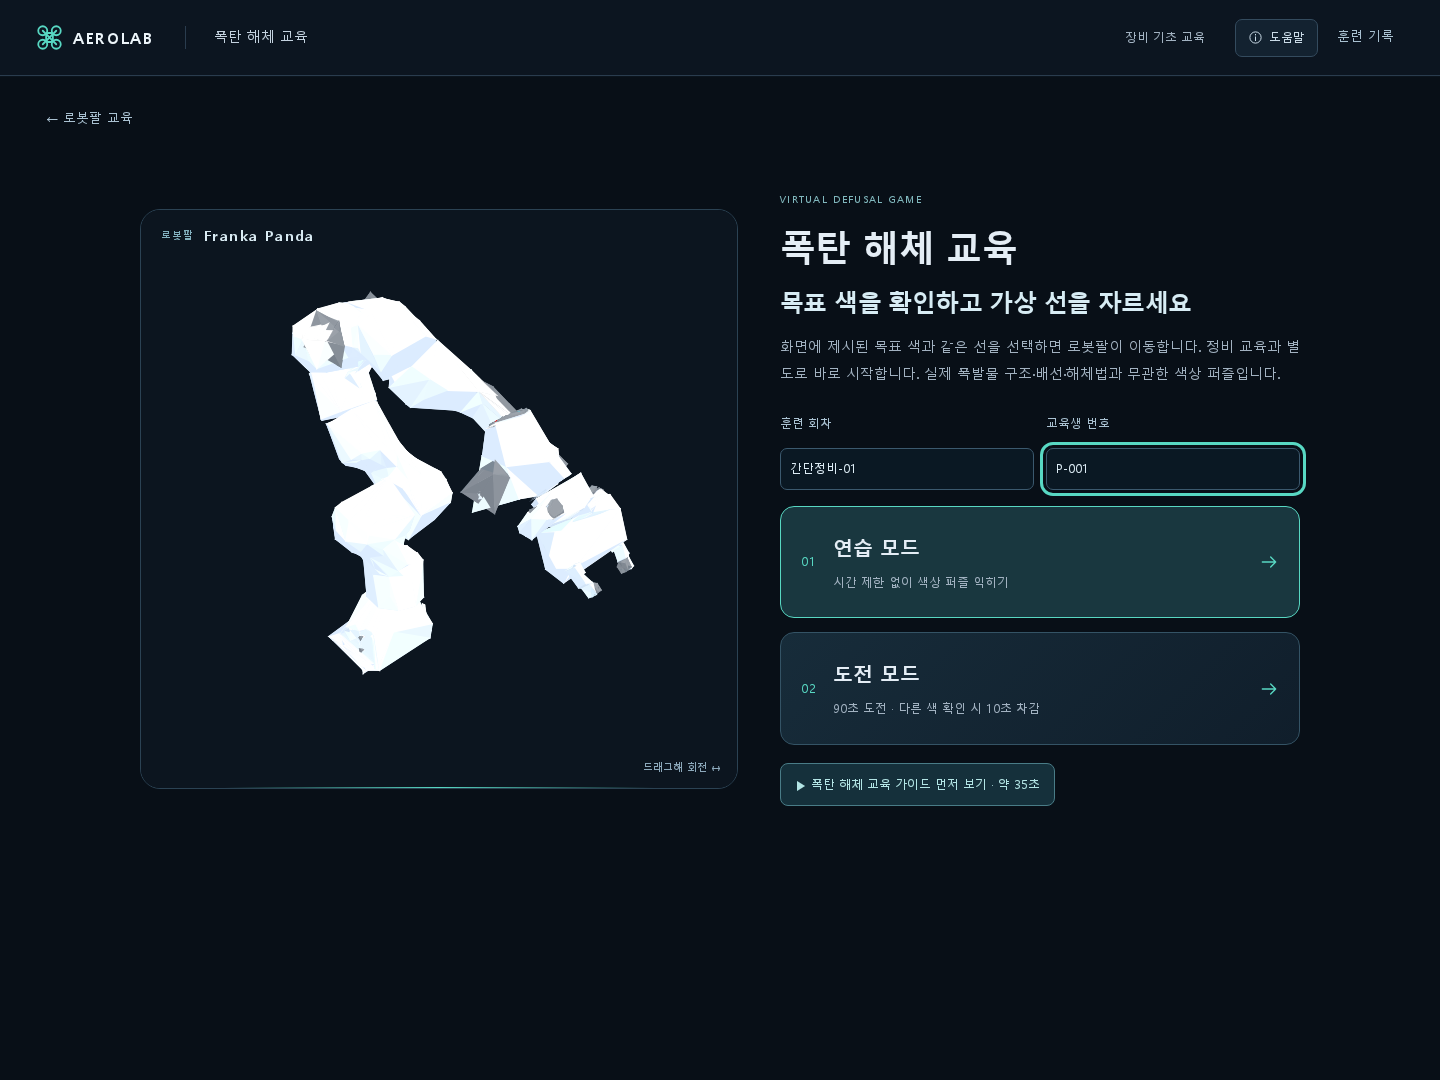 AEROLAB
폭탄 해체 교육
장비 기초 교육
ⓘ 도움말
훈련 기록
← 로봇팔 교육
로봇팔 Franka Panda
드래그해 회전 ↔
VIRTUAL DEFUSAL GAME
폭탄 해체 교육
목표 색을 확인하고 가상 선을 자르세요
화면에 제시된 목표 색과 같은 선을 선택하면 로봇팔이 이동합니다. 정비 교육과 별
도로 바로 시작합니다. 실제 폭발물 구조·배선·해체법과 무관한 색상 퍼즐입니다.
훈련 회차
교육생 번호
간단정비-01
P-001
01
연습 모드
시간 제한 없이 색상 퍼즐 익히기
→
02
도전 모드
90초 도전 · 다른 색 확인 시 10초 차감
→
▶ 폭탄 해체 교육 가이드 먼저 보기 · 약 35초